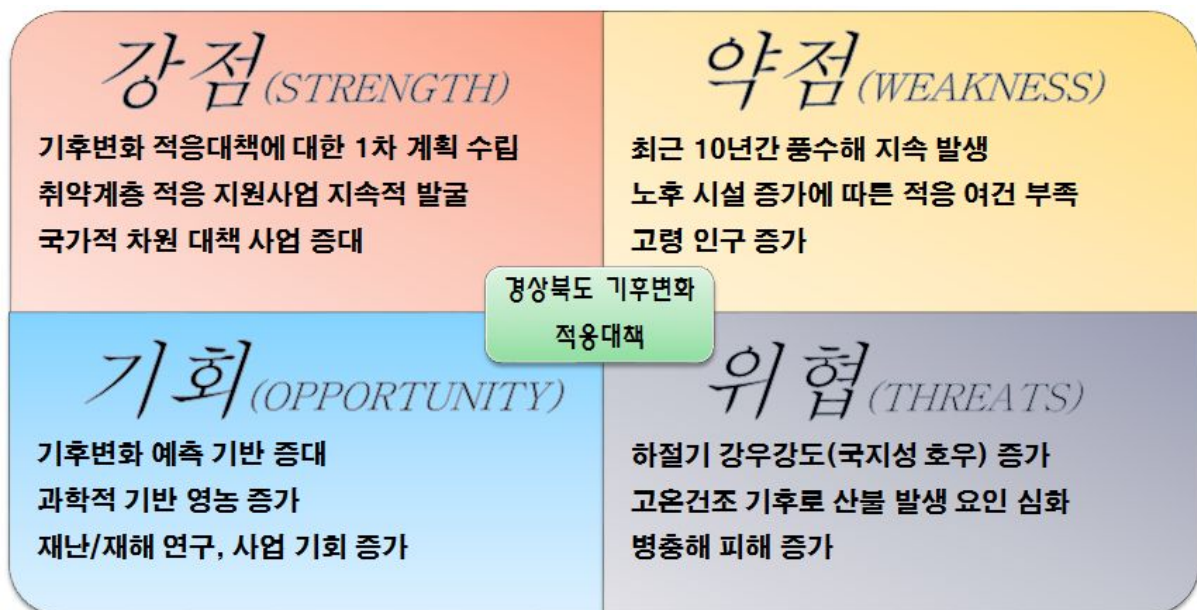 강점(STRENGTH)
기후변화 적응대책에 대한 1차 계획 수립
취약계층 적응 지원사업 지속적 발굴
국가적 차원 대책 사업 증대
약점(WEAKNESS)
최근 10년간 풍수해 지속 발생
노후 시설 증가에 따른 적응 여건 부족
고령 인구 증가
경상북도 기후변화
적응대책
기회(OPPORTUNITY)
기후변화 예측 기반 증대
과학적 기반 영농 증가
재난/재해 연구, 사업 기회 증가
위협(THREATS)
하절기 강우강도(국지성 호우) 증가
고온건조 기후로 산불 발생 요인 심화
병충해 피해 증가